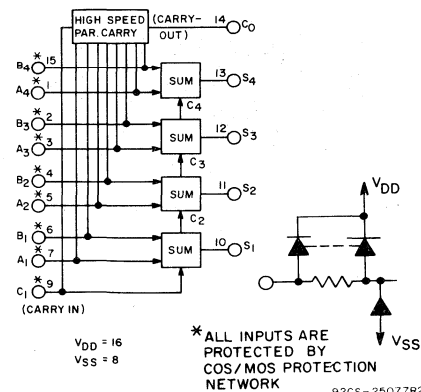 HIGH SPEED
PAR. CARRY
(CARRY-
OUT)
14
C0
*
B4
15
*
A4
1
SUM
13
S4
C4
*
B3
2
*
A3
3
SUM
12
S3
C3
*
B2
4
*
A2
5
SUM
11
S2
C2
*
B1
6
*
A1
7
SUM
10
S1
*
C1
9
(CARRY IN)
VDD = 16
VSS = 8
VDD
VSS
*ALL INPUTS ARE
PROTECTED BY
COS/MOS PROTECTION
NETWORK
92CS-25077R2